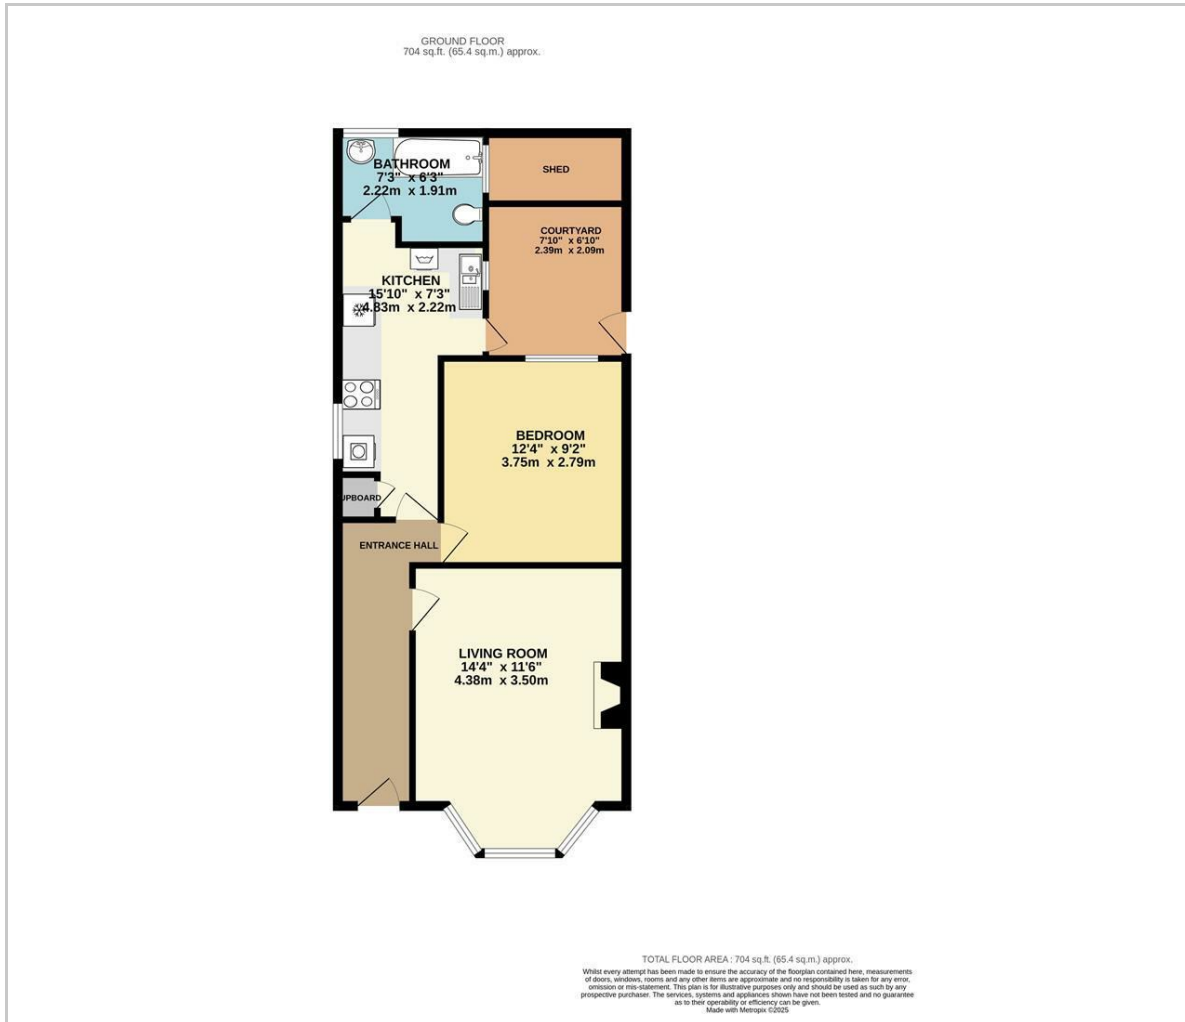 GROUND FLOOR
704 sq.ft. (65.4 sq.m.) approx.
BATHROOM
7'3" x 6'3"
2.22m x 1.91m
SHED
COURTYARD
7'10" x 6'10"
2.39m x 2.09m
KITCHEN
15'10" x 7'3"
4.83m x 2.22m
BEDROOM
12'4" x 9'2"
3.75m x 2.79m
UPBOARD
ENTRANCE HALL
LIVING ROOM
14'4" x 11'6"
4.38m x 3.50m
TOTAL FLOOR AREA : 704 sq.ft. (65.4 sq.m.) approx.
Whilst every attempt has been made to ensure the accuracy of the floorplan contained here, measurements
of doors, windows, rooms and any other items are approximate and no responsibility is taken for any error,
omission or mis-statement. This plan is for illustrative purposes only and should be used as such by any
prospective purchaser. The services, systems and appliances shown have not been tested and no guarantee
as to their operability or efficiency can be given.
Made with Metropix ©2025